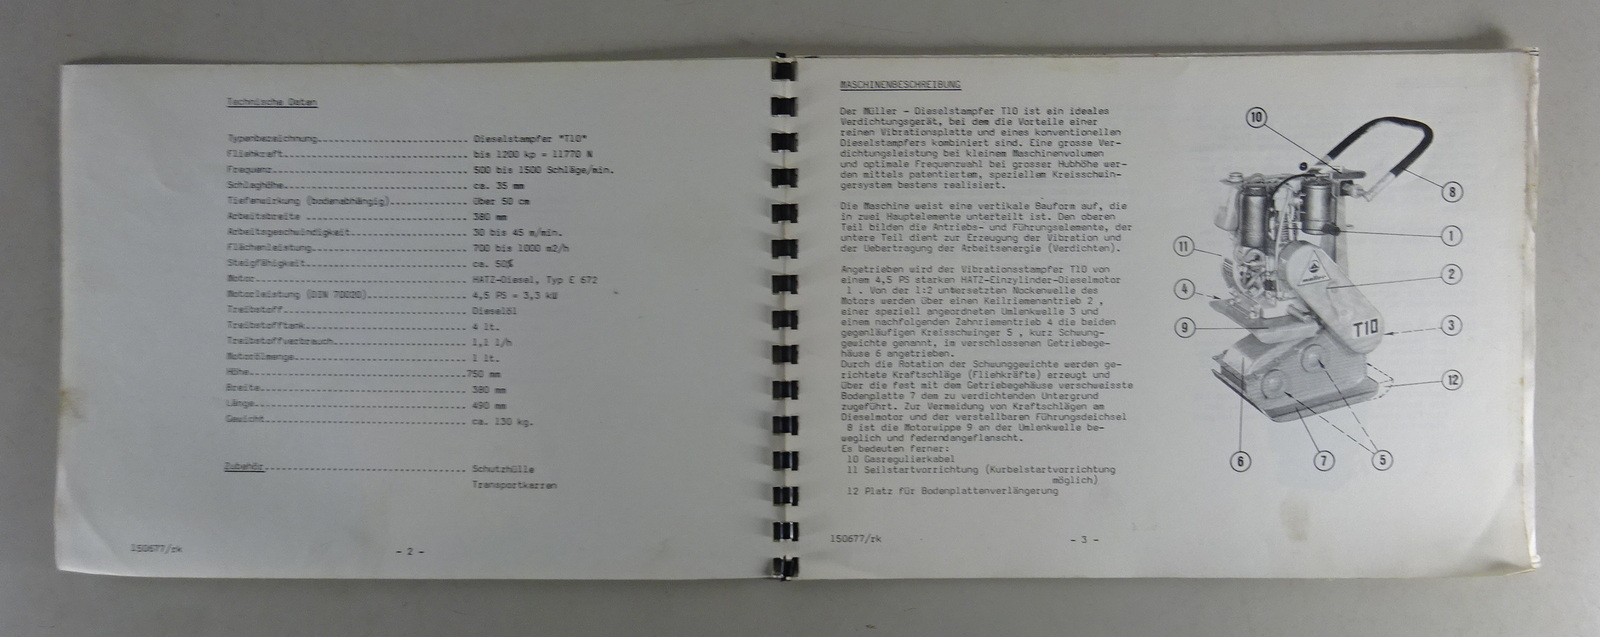 Technische Daten
Typenbezeichnung Dieselstampfer "T10"
Fliehkraft bis 1200 kp = 11770 N
Frequenz 500 bis 1500 Schläge/min.
Schlaghöhe ca. 35 mm
Tiefenwirkung (bodenabhängig) über 50 cm
Arbeitsbreite 380 mm
Arbeitsgeschwindigkeit 30 bis 45 m/min.
Flächenleistung 700 bis 1000 m2/h
Steigfähigkeit ca. 50%
Motor HATZ-Diesel, Typ E 672
Motorleistung (DIN 70020) 4,5 PS = 3,3 kW
Treibstoff Dieselöl
Treibstofftank 4 lt.
Treibstoffverbrauch 1,1 l/h
Motorölmenge 1 lt.
Höhe 750 mm
Breite 380 mm
Länge 490 mm
Gewicht ca. 130 kg.
Zubehör Schutzhülle
Transportkarren
150677/rk
- 2 -
MASCHINENBESCHREIBUNG
Der Müller - Dieselstampfer T10 ist ein ideales
Verdichtungsgerät, bei dem die Vorteile einer
reinen Vibrationsplatte und eines konventionellen
Dieselstampfers kombiniert sind. Eine grosse Ver-
dichtungsleistung bei kleinem Maschinenvolumen
und optimale Frequenzwahl bei grosser Hubhöhe wer-
den mittels patentiertem, speziellem Kreisschwin-
gersystem bestens realisiert.
Die Maschine weist eine vertikale Bauform auf, die
in zwei Hauptelemente unterteilt ist. Den oberen
Teil bilden die Antriebs- und Führungselemente, der
untere Teil dient zur Erzeugung der Vibration und
der Uebertragung der Arbeitsenergie (Verdichten).
Angetrieben wird der Vibrationsstampfer T10 von
einem 4,5 PS starken HATZ-Einzylinder-Dieselmotor
1 . Von der 1:2 untersetzten Nockenwelle des
Motors werden über einen Keilriemenantrieb 2 ,
einer speziell angeordneten Umlenkwelle 3 und
einem nachfolgenden Zahnriementrieb 4 die beiden
gegenläufigen Kreisschwinger 5 , kurz Schwung-
gewichte genannt, im verschlossenen Getriebege-
häuse 6 angetrieben.
Durch die Rotation der Schwunggewichte werden ge-
richtete Kraftschläge (Fliehkräfte) erzeugt und
über die fest mit dem Getriebegehäuse verschweisste
Bodenplatte 7 dem zu verdichtenden Untergrund
zugeführt. Zur Vermeidung von Kraftschlägen am
Dieselmotor und der verstellbaren Führungsdeichsel
8 ist die Motorwippe 9 an der Umlenkwelle be-
weglich und federndangeflanscht.
Es bedeuten ferner:
10 Gasregulierkabel
11 Seilstartvorrichtung (Kurbelstartvorrichtung
möglich)
12 Platz für Bodenplattenverlängerung
150677/rk
- 3 -
10
8
11
1
2
4
9
3
T10
12
6
7
5